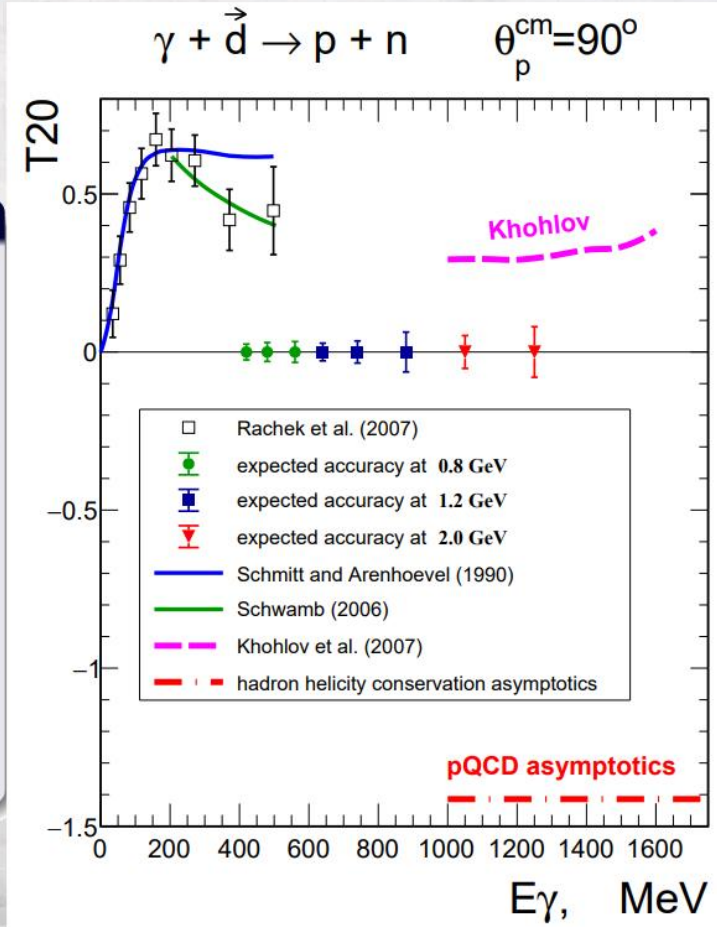 γ + d⃗ → p + n θ_p^cm=90°
T20
0.5
0
−0.5
−1
−1.5
Khohlov
Rachek et al. (2007)
expected accuracy at 0.8 GeV
expected accuracy at 1.2 GeV
expected accuracy at 2.0 GeV
Schmitt and Arenhoevel (1990)
Schwamb (2006)
Khohlov et al. (2007)
hadron helicity conservation asymptotics
pQCD asymptotics
0 200 400 600 800 1000 1200 1400 1600
Eγ, MeV